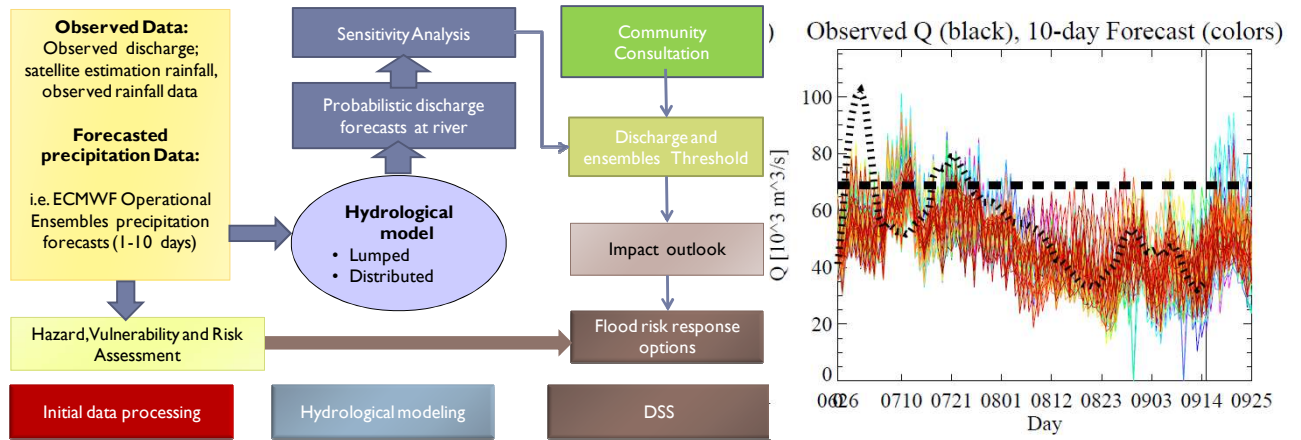 Observed Data:
Observed discharge;
satellite estimation rainfall,
observed rainfall data
Forecasted
precipitation Data:
i.e. ECMWF Operational
Ensembles precipitation
forecasts (1-10 days)
Hazard, Vulnerability and Risk
Assessment
Initial data processing
Sensitivity Analysis
Probabilistic discharge
forecasts at river
Hydrological
model
• Lumped
• Distributed
Hydrological modeling
Community
Consultation
Discharge and
ensembles Threshold
Impact outlook
Flood risk response
options
DSS
) Observed Q (black), 10-day Forecast (colors)
Q [10^3 m^3/s]
100
80
60
40
20
0
0710 0721 0801 0812 0823 0903 0914 0925
Day